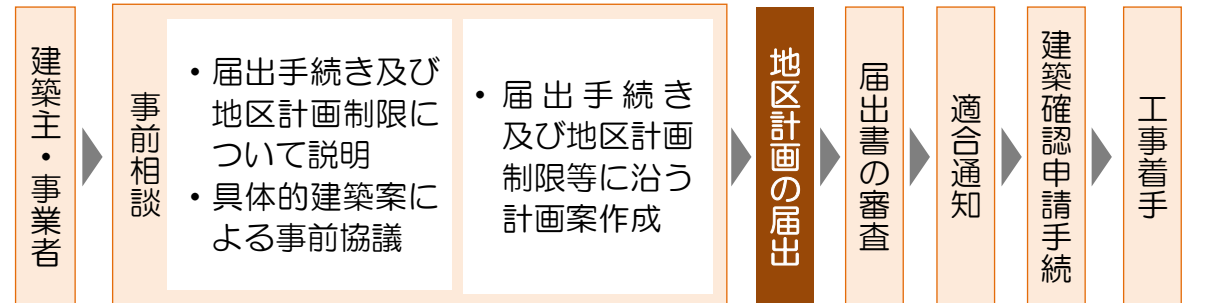 建築主・事業者
事前相談
・届出手続き及び
地区計画制限に
ついて説明
・具体的建築案に
よる事前協議
・届出手続き
及び地区計画
制限等に沿う
計画案作成
地区計画の届出
届出書の審査
適合通知
建築確認申請手続
工事着手